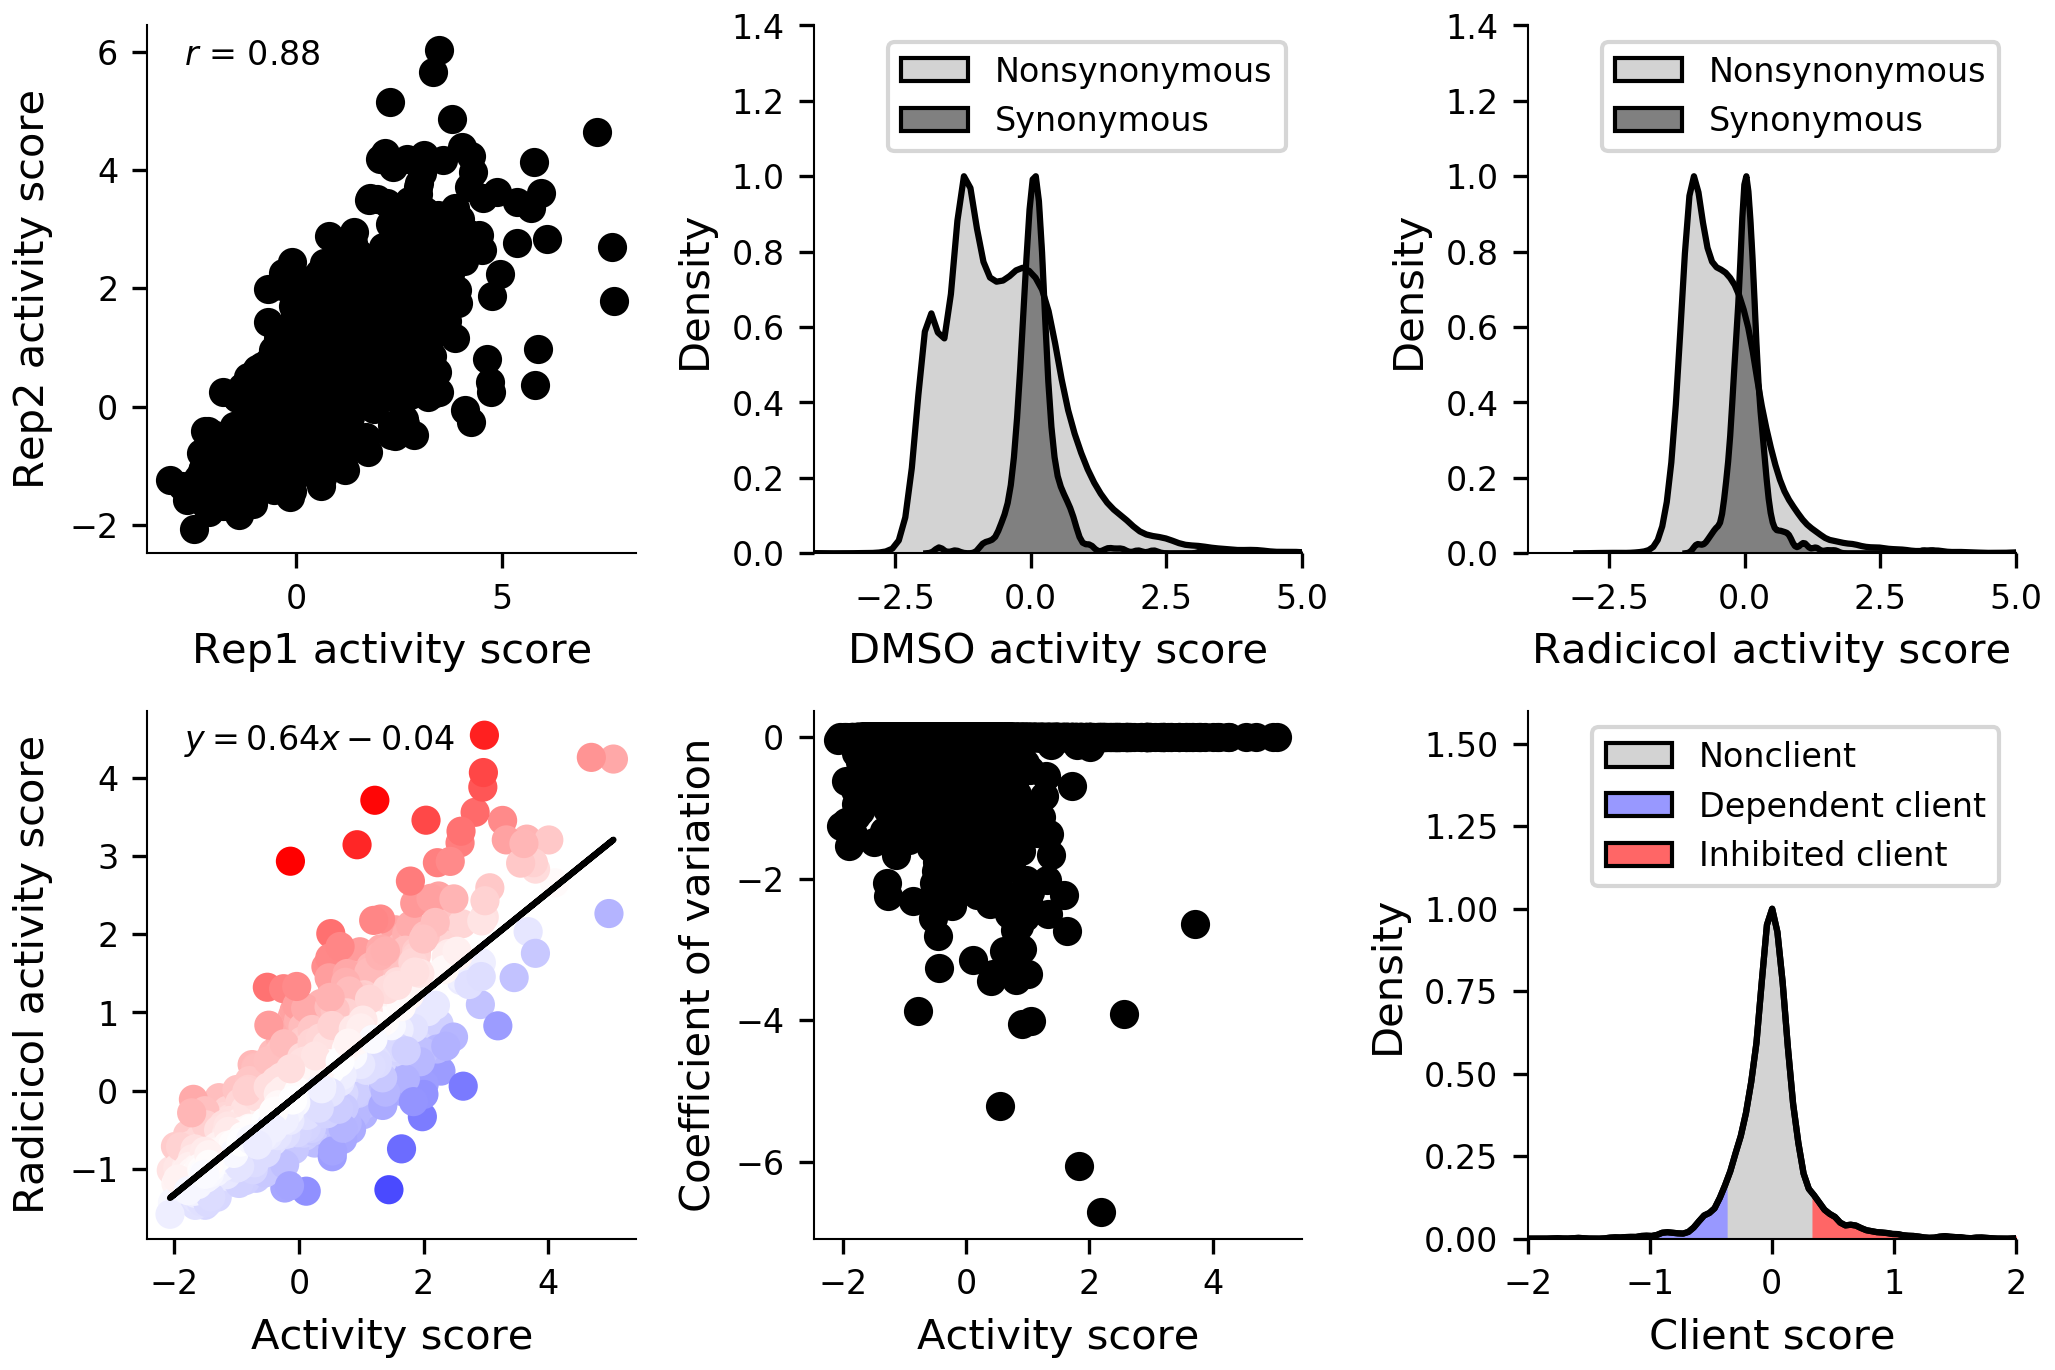 r = 0.88
6
4
2
0
−2
0
5
Rep2 activity score
Rep1 activity score
Nonsynonymous
Synonymous
1.4
1.2
1.0
0.8
0.6
0.4
0.2
0.0
−2.5
0.0
2.5
5.0
Density
DMSO activity score
Nonsynonymous
Synonymous
1.4
1.2
1.0
0.8
0.6
0.4
0.2
0.0
−2.5
0.0
2.5
5.0
Density
Radicicol activity score
y = 0.64x − 0.04
4
3
2
1
0
−1
−2
0
2
4
Radicicol activity score
Activity score
0
−2
−4
−6
−2
0
2
4
Coefficient of variation
Activity score
Nonclient
Dependent client
Inhibited client
1.50
1.25
1.00
0.75
0.50
0.25
0.00
−2
−1
0
1
2
Density
Client score